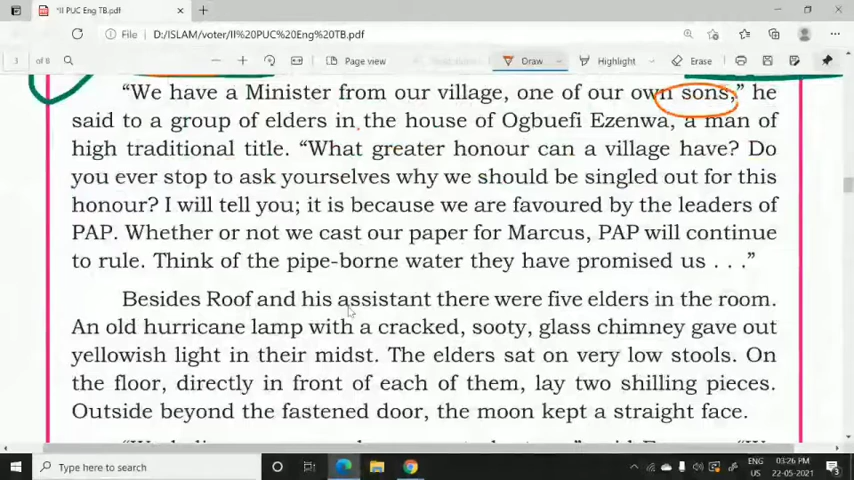 *II PUC Eng TB.pdf
File D:/ISLAM/voter/II%20PUC%20Eng%20TB.pdf
3 of 8 Page view Draw Highlight Erase
“We have a Minister from our village, one of our own sons,” he
said to a group of elders in the house of Ogbuefi Ezenwa, a man of
high traditional title. “What greater honour can a village have? Do
you ever stop to ask yourselves why we should be singled out for this
honour? I will tell you; it is because we are favoured by the leaders of
PAP. Whether or not we cast our paper for Marcus, PAP will continue
to rule. Think of the pipe-borne water they have promised us . . .”
Besides Roof and his assistant there were five elders in the room.
An old hurricane lamp with a cracked, sooty, glass chimney gave out
yellowish light in their midst. The elders sat on very low stools. On
the floor, directly in front of each of them, lay two shilling pieces.
Outside beyond the fastened door, the moon kept a straight face.
Type here to search
ENG 03:26 PM
US 22-05-2021 3